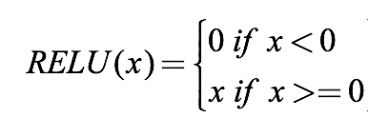 RELU(x) = { 0 if x < 0
x if x >= 0